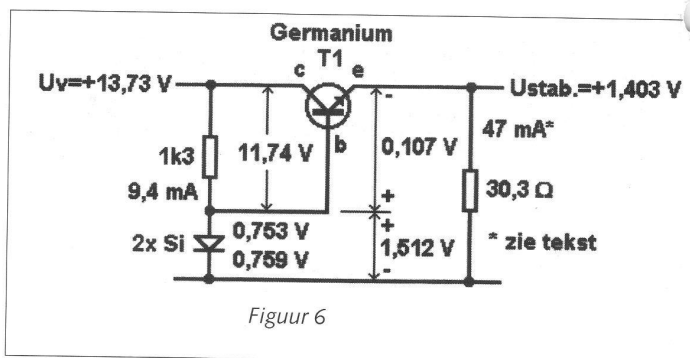 Germanium
T1
c e
Uv=+13,73 V
Ustab.=+1,403 V
-
b
47 mA*
1k3
11,74 V
0,107 V
9,4 mA
30,3 Ω
+
+
0,753 V
2x Si
1,512 V
* zie tekst
0,759 V
-
Figuur 6